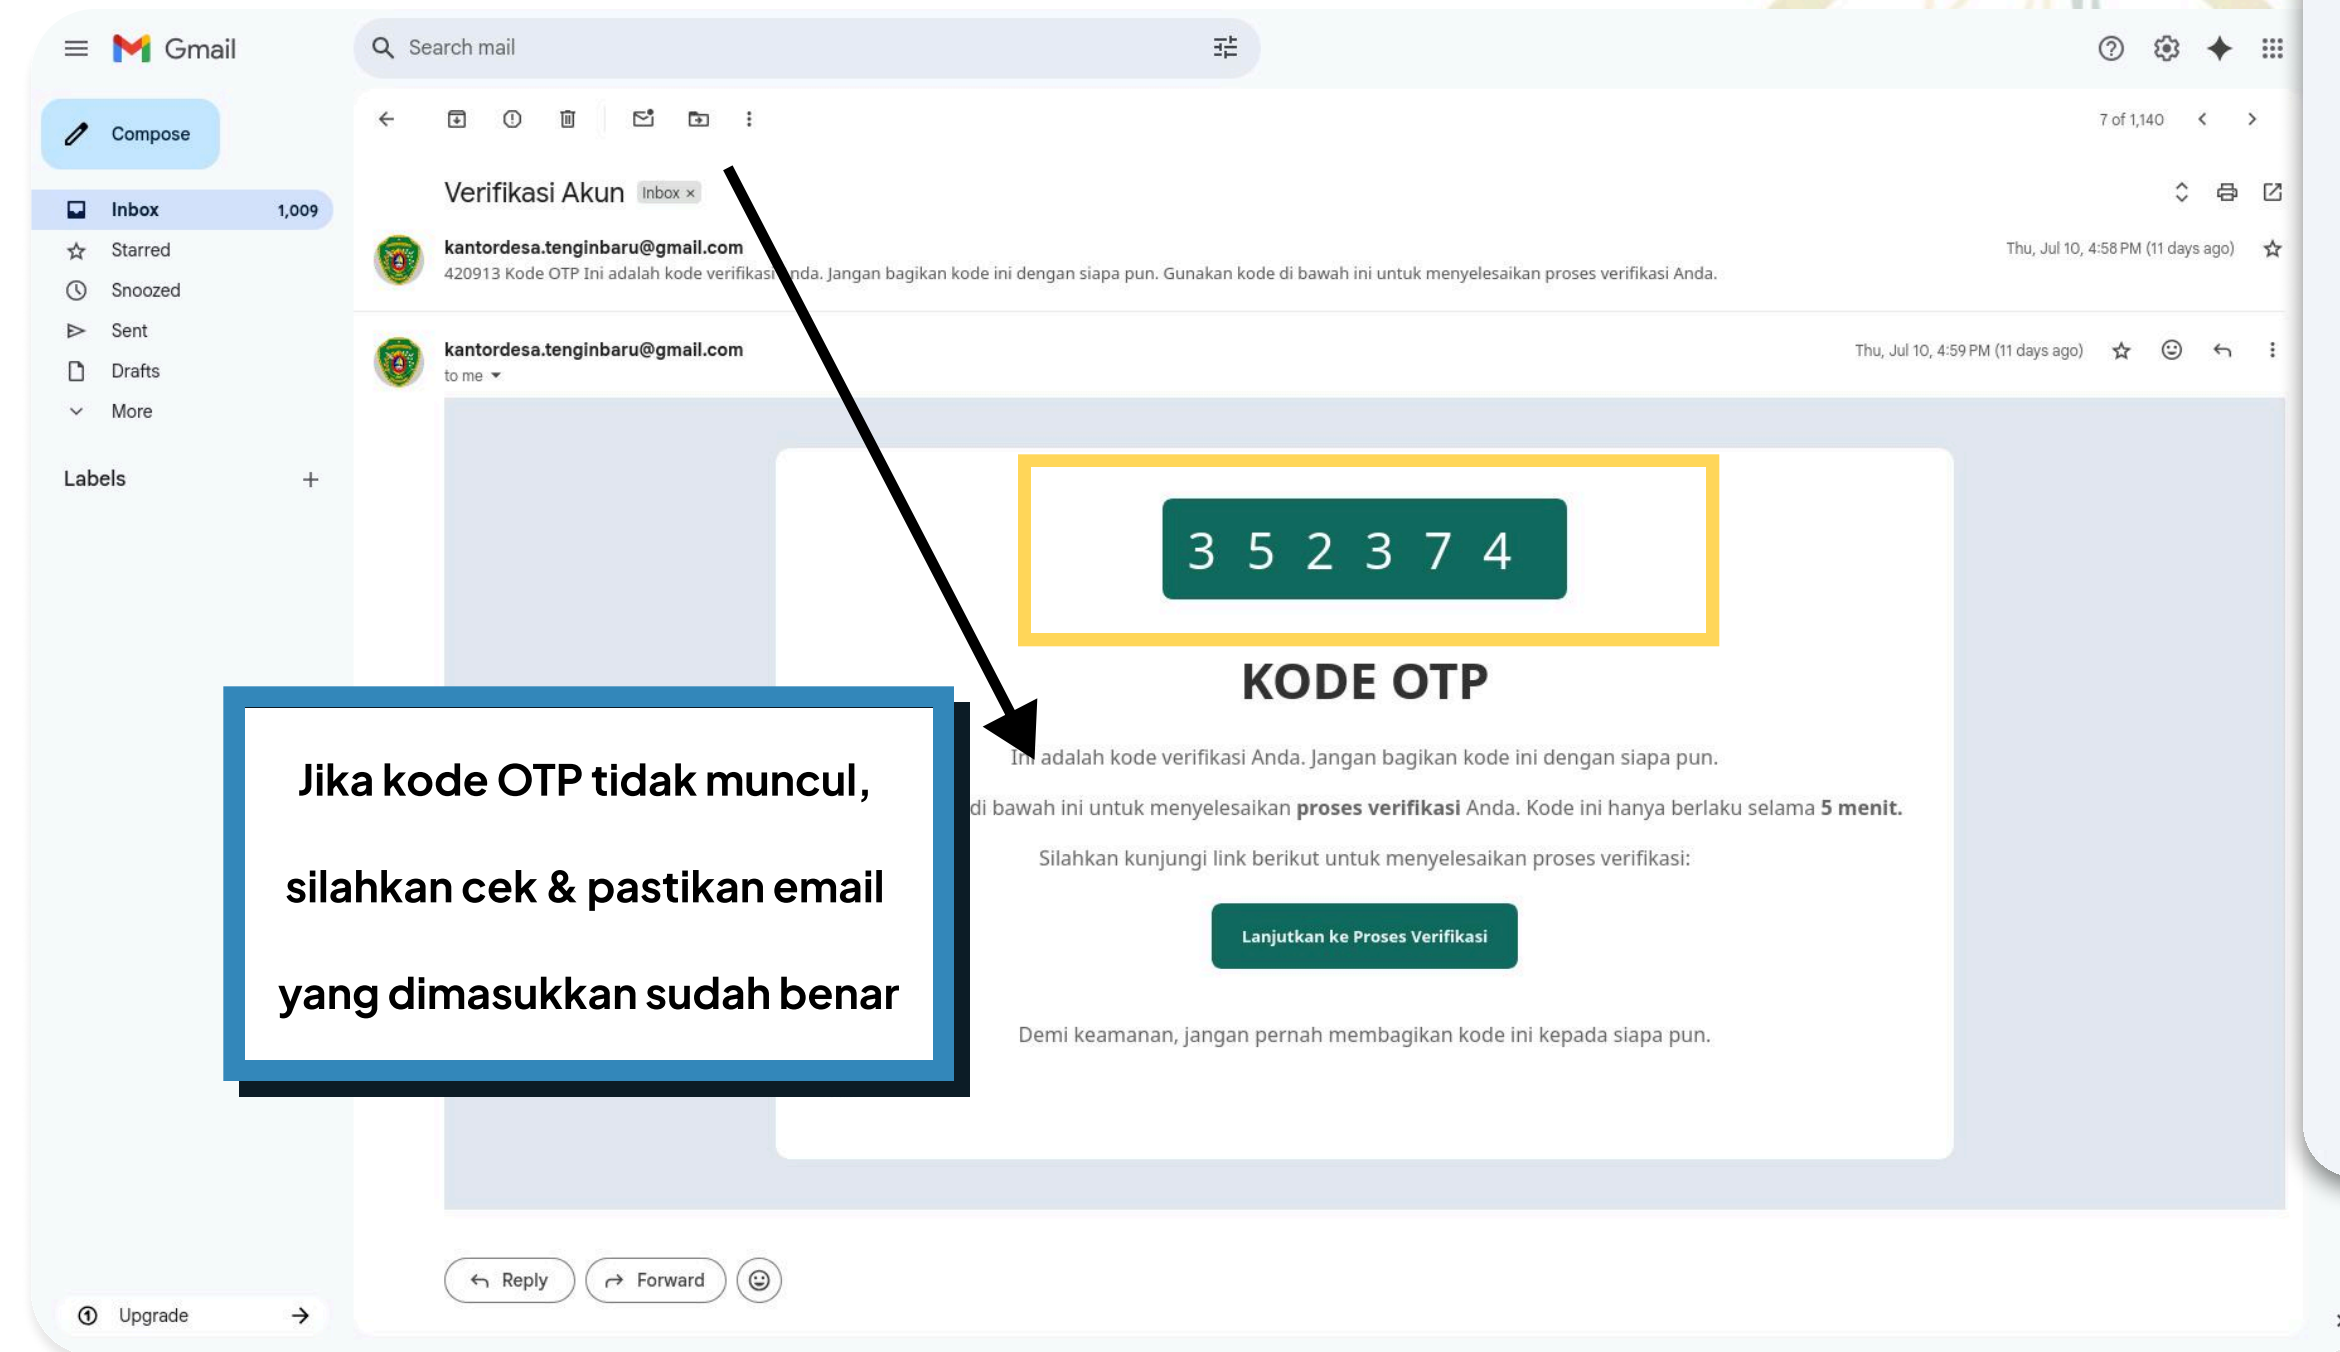 Gmail
Search mail
Compose
7 of 1,140
Verifikasi Akun Inbox ×
Inbox 1,009
Starred
Snoozed
Sent
Drafts
More
Labels +
kantordesa.tenginbaru@gmail.com
Thu, Jul 10, 4:58 PM (11 days ago)
420913 Kode OTP Ini adalah kode verifikasi Anda. Jangan bagikan kode ini dengan siapa pun. Gunakan kode di bawah ini untuk menyelesaikan proses verifikasi Anda.
kantordesa.tenginbaru@gmail.com
Thu, Jul 10, 4:59 PM (11 days ago)
to me
3 5 2 3 7 4
KODE OTP
Ini adalah kode verifikasi Anda. Jangan bagikan kode ini dengan siapa pun.
di bawah ini untuk menyelesaikan proses verifikasi Anda. Kode ini hanya berlaku selama 5 menit.
Silahkan kunjungi link berikut untuk menyelesaikan proses verifikasi:
Lanjutkan ke Proses Verifikasi
Demi keamanan, jangan pernah membagikan kode ini kepada siapa pun.
Jika kode OTP tidak muncul,
silahkan cek & pastikan email
yang dimasukkan sudah benar
Reply
Forward
Upgrade